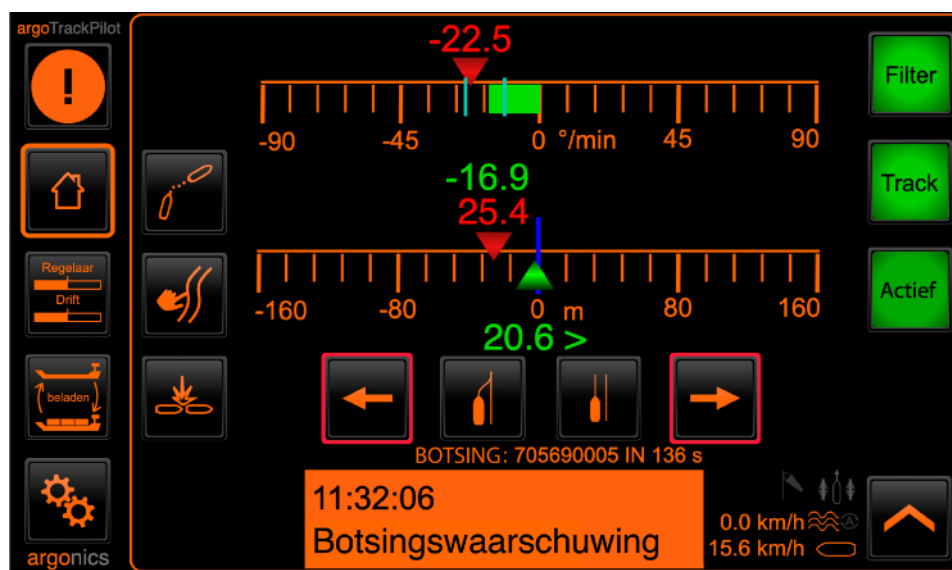 argoTrackPilot
-22.5
Filter
-90 -45 0 °/min 45 90
-16.9
Track
25.4
Regelaar
Drift
Actief
-160 -80 0 m 80 160
20.6 >
beladen
BOTSING: 705690005 IN 136 s
11:32:06
Botsingswaarschuwing
A
0.0 km/h
15.6 km/h
argonics